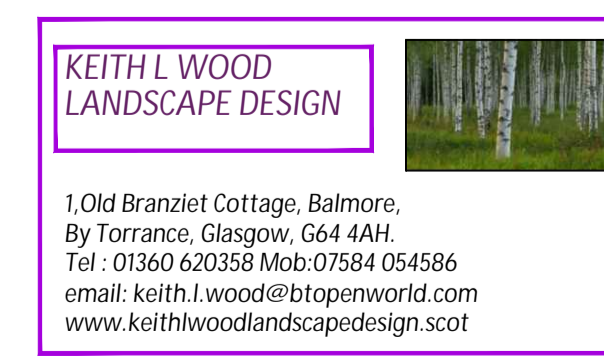 KEITH L WOOD
LANDSCAPE DESIGN
1,Old Branziet Cottage, Balmore,
By Torrance, Glasgow, G64 4AH.
Tel : 01360 620358 Mob:07584 054586
email: keith.l.wood@btopenworld.com
www.keithlwoodlandscapedesign.scot